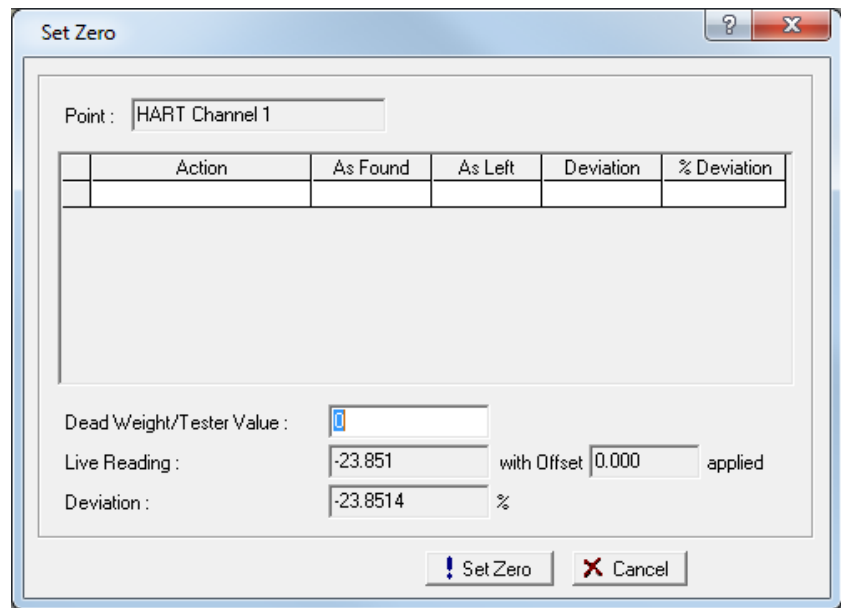 Set Zero
Point : HART Channel 1
Action As Found As Left Deviation % Deviation
Dead Weight/Tester Value : 0
Live Reading : -23.851 with Offset 0.000 applied
Deviation : -23.8514 %
! Set Zero X Cancel